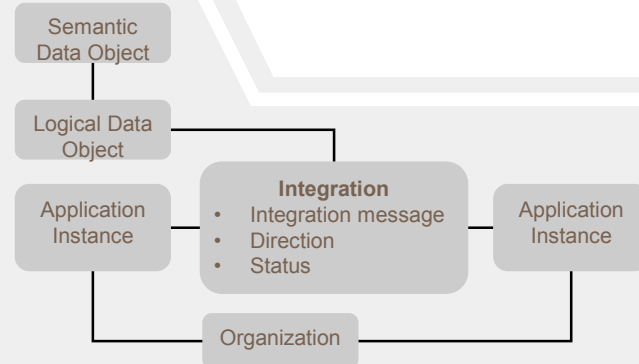 Semantic
Data Object
Logical Data
Object
Application
Instance
Integration
• Integration message
• Direction
• Status
Application
Instance
Organization